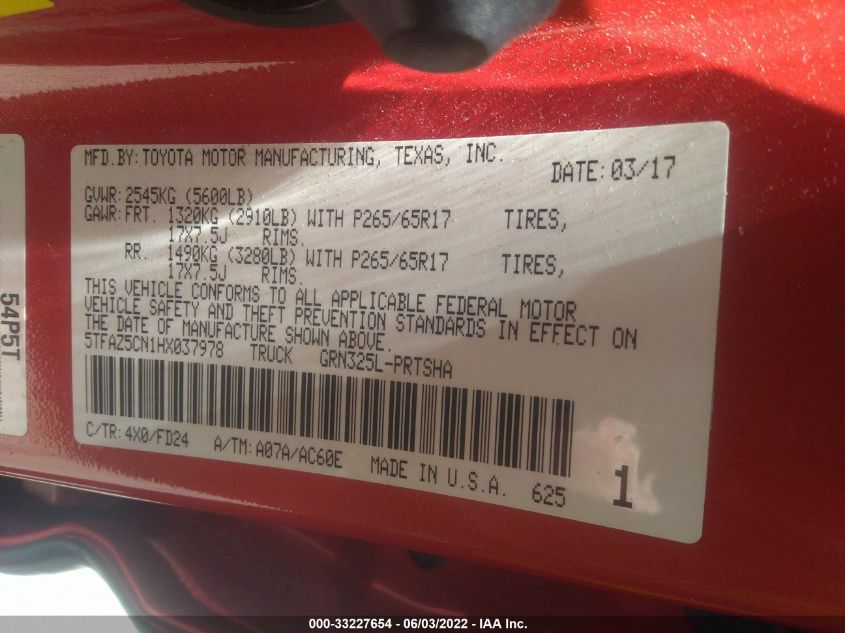 MFD.BY: TOYOTA MOTOR MANUFACTURING, TEXAS, INC. DATE: 03/17
GVWR: 2545KG (5600LB)
GAWR: FRT. 1320KG (2910LB) WITH P265/65R17 TIRES,
17X7.5J RIMS.
RR. 1490KG (3280LB) WITH P265/65R17 TIRES,
17X7.5J RIMS.
THIS VEHICLE CONFORMS TO ALL APPLICABLE FEDERAL MOTOR
VEHICLE SAFETY AND THEFT PREVENTION STANDARDS IN EFFECT ON
THE DATE OF MANUFACTURE SHOWN ABOVE.
5TFAZ5CN1HX037978 TRUCK GRN325L-PRTSHA
C/TR: 4X0/FD24 A/TM: A07A/AC60E MADE IN U.S.A. 625 1
54P5T
000-33227654 - 06/03/2022 - IAA Inc.